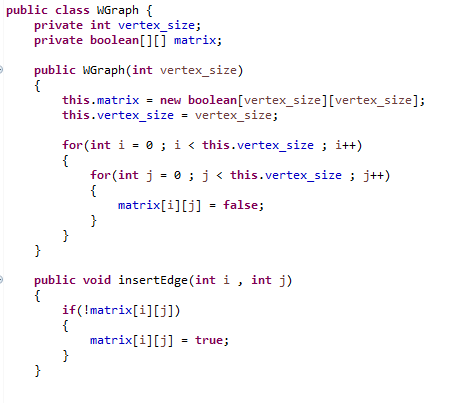 public class WGraph {
    private int vertex_size;
    private boolean[][] matrix;

    public WGraph(int vertex_size)
    {
        this.matrix = new boolean[vertex_size][vertex_size];
        this.vertex_size = vertex_size;

        for(int i = 0 ; i < this.vertex_size ; i++)
        {
            for(int j = 0 ; j < this.vertex_size ; j++)
            {
                matrix[i][j] = false;
            }
        }
    }

    public void insertEdge(int i , int j)
    {
        if(!matrix[i][j])
        {
            matrix[i][j] = true;
        }
    }